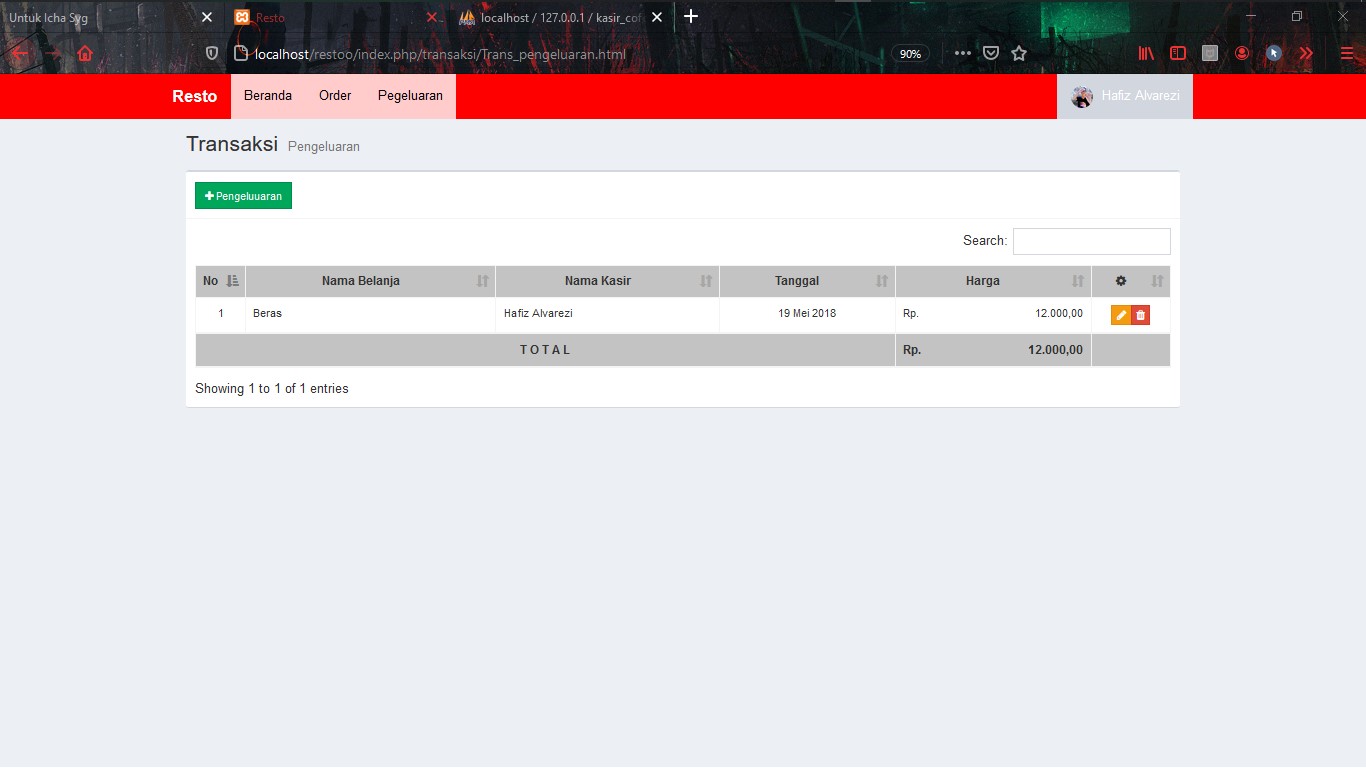 Untuk Icha Syg Resto localhost / 127.0.0.1 / kasir_cof
localhost/restoo/index.php/transaksi/Trans_pengeluaran.html 90%
Resto Beranda Order Pegeluaran Hafiz Alvarezi
Transaksi Pengeluaran
Pengeluuaran
Search:
No Nama Belanja Nama Kasir Tanggal Harga
1 Beras Hafiz Alvarezi 19 Mei 2018 Rp. 12.000,00
T O T A L Rp. 12.000,00
Showing 1 to 1 of 1 entries